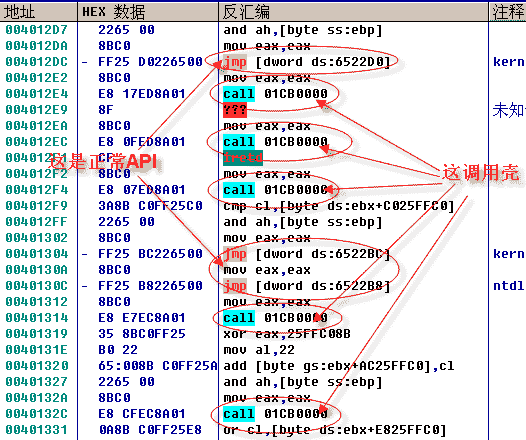 地址 HEX 数据 反汇编 注释
004012D7 2265 00 and ah,[byte ss:ebp]
004012DA 8BC0 mov eax,eax
004012DC - FF25 D0226500 jmp [dword ds:6522D0] kern
004012E2 8BC0 mov eax,eax
004012E4 E8 17ED8A01 call 01CB0000
004012E9 8F ??? 未知
004012EA 8BC0 mov eax,eax
004012EC E8 0FED8A01 call 01CB0000
这是正常API
004012F2 8BC0 mov eax,eax
这调用壳
004012F4 E8 07ED8A01 call 01CB0000
004012F9 3A8B C0FF25C0 cmp cl,[byte ds:ebx+C025FFC0]
004012FF 2265 00 and ah,[byte ss:ebp]
00401302 8BC0 mov eax,eax
00401304 - FF25 BC226500 jmp [dword ds:6522BC] kern
0040130A 8BC0 mov eax,eax
0040130C - FF25 B8226500 jmp [dword ds:6522B8] ntdl
00401312 8BC0 mov eax,eax
00401314 E8 E7EC8A01 call 01CB0000
00401319 35 8BC0FF25 xor eax,25FFC08B
0040131E B0 22 mov al,22
00401320 65:008B C0FF25A add [byte gs:ebx+AC25FFC0],cl
00401327 2265 00 and ah,[byte ss:ebp]
0040132A 8BC0 mov eax,eax
0040132C E8 CFEC8A01 call 01CB0000
00401331 0A8B C0FF25E8 or cl,[byte ds:ebx+E825FFC0]